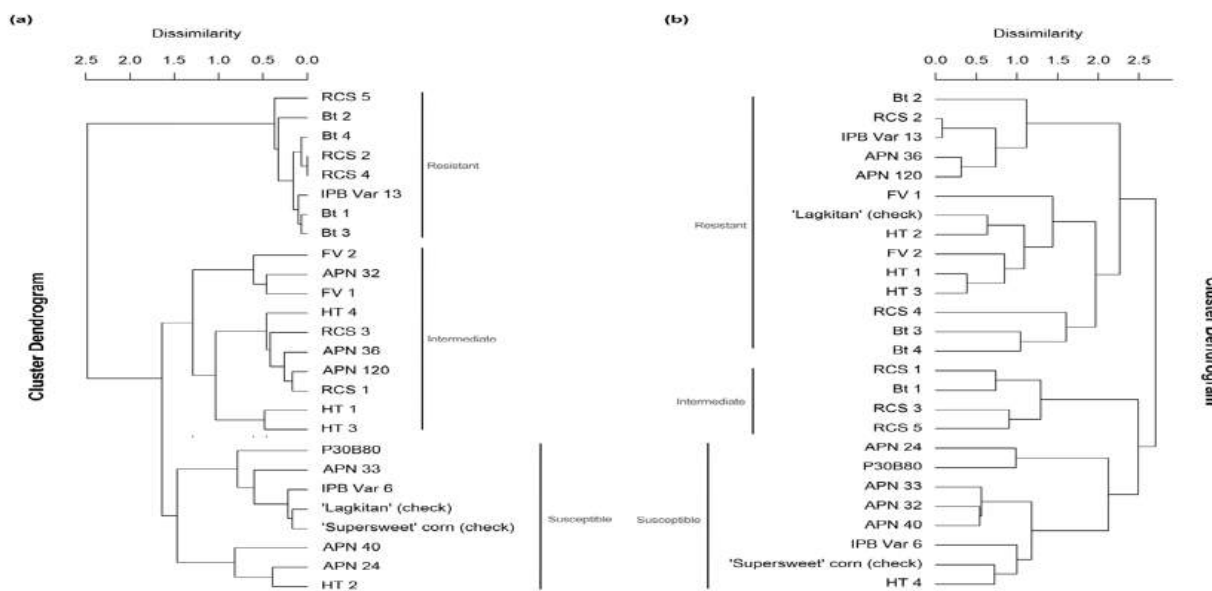 (a)
Dissimilarity
2.5 2.0 1.5 1.0 0.5 0.0
RCS 5
Bt 2
Bt 4
RCS 2
RCS 4
IPB Var 13
Bt 1
Bt 3
Resistant
FV 2
APN 32
FV 1
HT 4
RCS 3
APN 36
APN 120
RCS 1
HT 1
HT 3
Intermediate
P30B80
APN 33
IPB Var 6
'Lagkitan' (check)
'Supersweet' corn (check)
APN 40
APN 24
HT 2
Susceptible
Cluster Dendrogram
(b)
Dissimilarity
0.0 0.5 1.0 1.5 2.0 2.5
Bt 2
RCS 2
IPB Var 13
APN 36
APN 120
FV 1
'Lagkitan' (check)
HT 2
FV 2
HT 1
HT 3
RCS 4
Bt 3
Bt 4
Resistant
RCS 1
Bt 1
RCS 3
RCS 5
Intermediate
APN 24
P30B80
APN 33
APN 32
APN 40
IPB Var 6
'Supersweet' corn (check)
HT 4
Susceptible